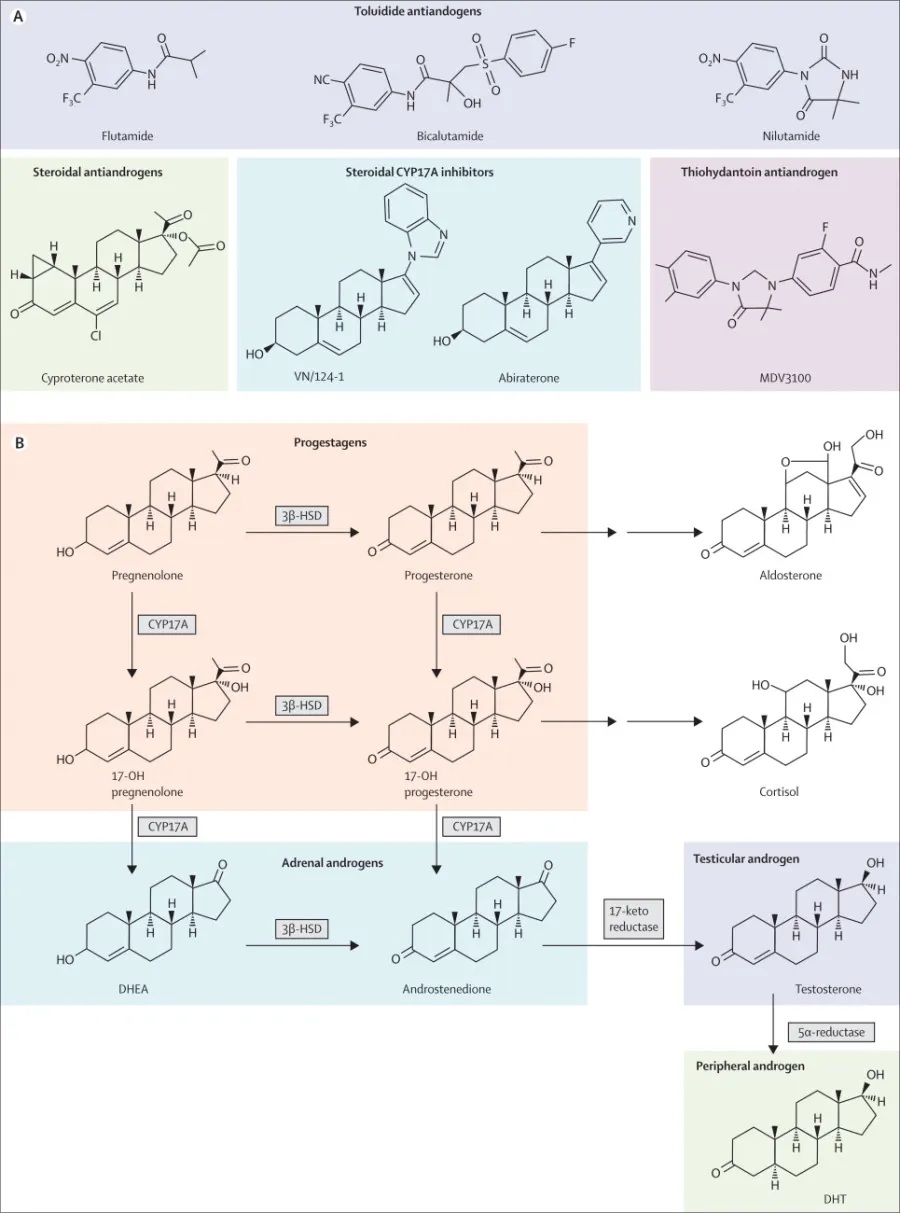 A
Toluidide antiandogens
O₂N
F₃C
O
N
H
Flutamide
NC
F₃C
O
N
H
OH
O
S
O
F
Bicalutamide
O₂N
F₃C
O
N
NH
O
Nilutamide
Steroidal antiandrogens
O
O
O
H
H
H
H
H
O
Cl
Cyproterone acetate
Steroidal CYP17A inhibitors
N
N
H
H
H
HO
VN/124-1
N
H
H
H
HO
Abiraterone
Thiohydantoin antiandrogen
F
O
N
H
N
N
O
MDV3100
B
Progestagens
O
H
H
H
H
HO
Pregnenolone
3β-HSD
O
H
H
H
H
O
Progesterone
OH
OH
O
O
H
H
H
O
Aldosterone
CYP17A
CYP17A
O
OH
H
H
H
HO
17-OH
pregnenolone
3β-HSD
O
OH
H
H
H
O
17-OH
progesterone
OH
O
HO
OH
H
H
H
O
Cortisol
CYP17A
CYP17A
Adrenal androgens
O
H
H
H
HO
DHEA
3β-HSD
O
H
H
H
O
Androstenedione
17-keto
reductase
Testicular androgen
OH
H
H
H
H
O
Testosterone
5α-reductase
Peripheral androgen
OH
H
H
H
H
O
H
DHT